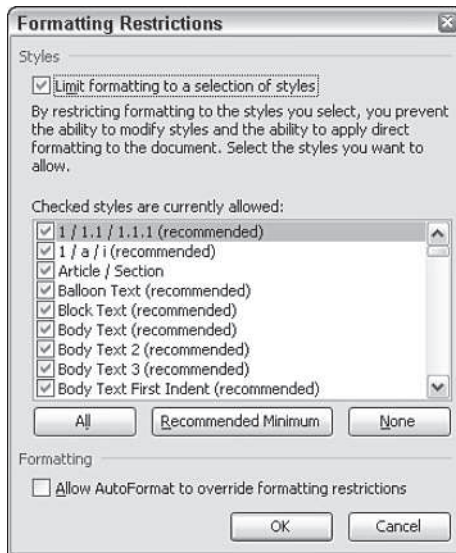 Formatting Restrictions
Styles
Limit formatting to a selection of styles
By restricting formatting to the styles you select, you prevent
the ability to modify styles and the ability to apply direct
formatting to the document. Select the styles you want to
allow.
Checked styles are currently allowed:
1 / 1.1 / 1.1.1 (recommended)
1 / a / i (recommended)
Article / Section
Balloon Text (recommended)
Block Text (recommended)
Body Text (recommended)
Body Text 2 (recommended)
Body Text 3 (recommended)
Body Text First Indent (recommended)
All Recommended Minimum None
Formatting
Allow AutoFormat to override formatting restrictions
OK Cancel